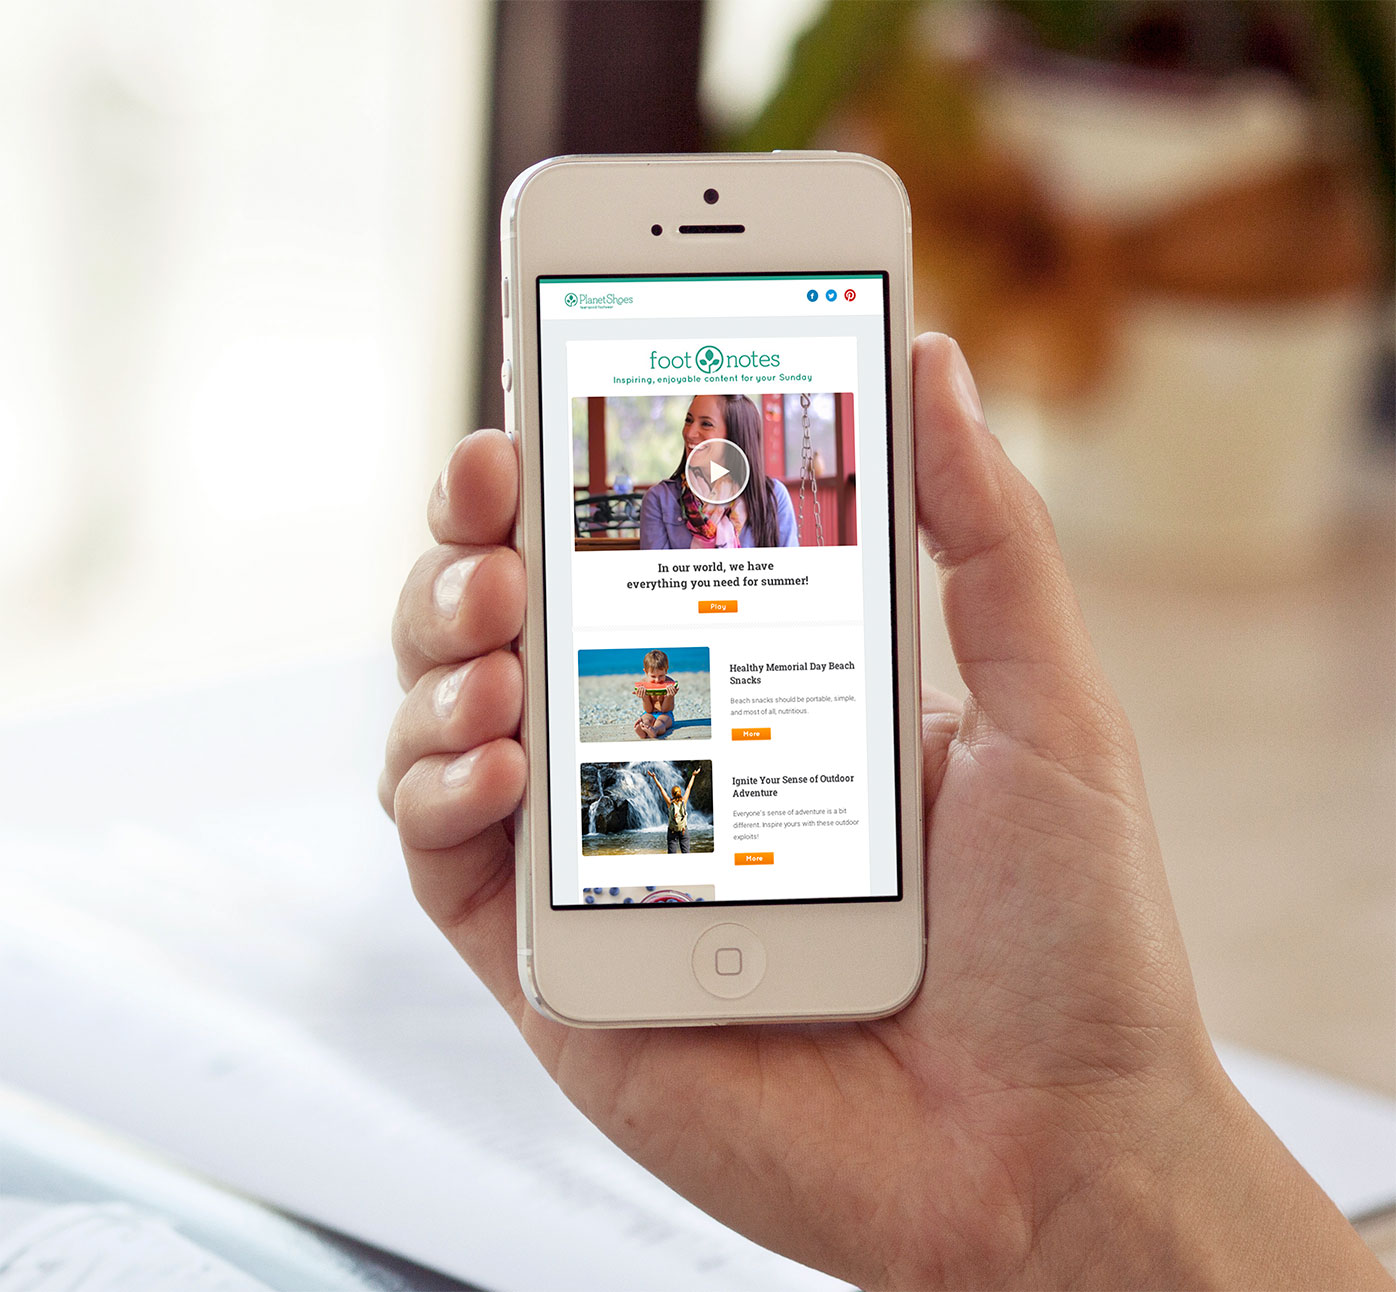 PlanetShoes
foot notes
Inspiring, enjoyable content for your Sunday
In our world, we have
everything you need for summer!
Play
Healthy Memorial Day Beach
Snacks
Beach snacks should be portable, simple,
and most of all, nutritious.
More
Ignite Your Sense of Outdoor
Adventure
Everyone's sense of adventure is a bit
different. Inspire yours with these outdoor
exploits!
More